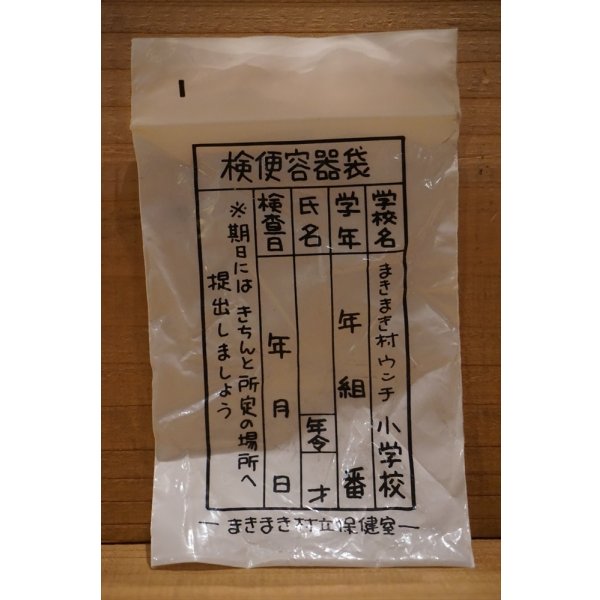 検便容器袋
学校名 まきまき村ウンチ小学校
学年 年組番
氏名 年令 才
検査日 年月日
※期日にはきちんと所定の場所へ
提出しましょう
ーまきまき村立保健室ー